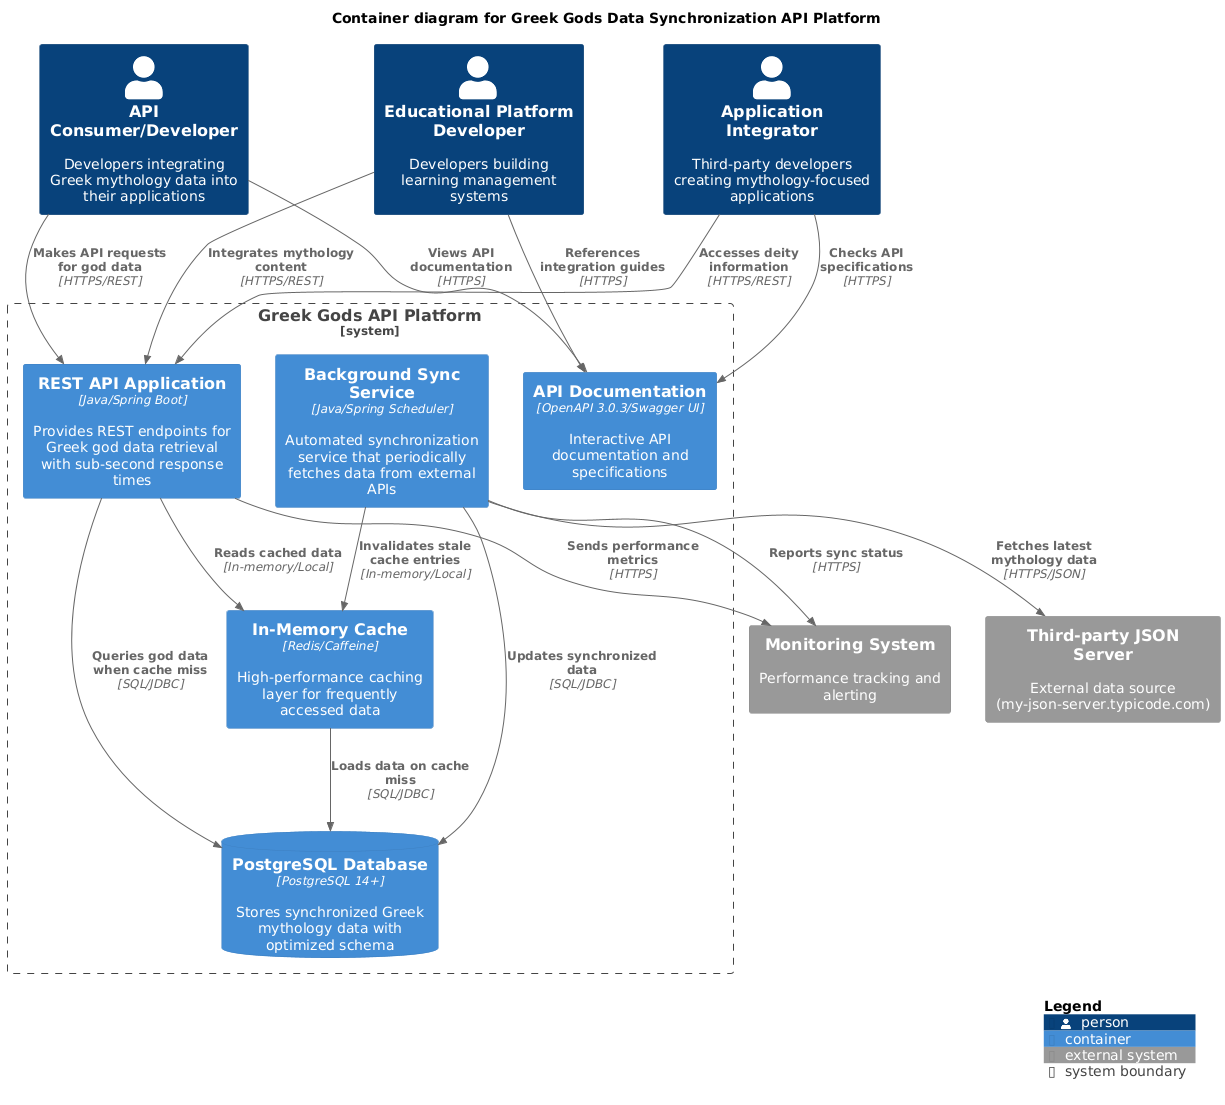 Container diagram for Greek Gods Data Synchronization API Platform
API
Consumer/Developer
Developers integrating
Greek mythology data into
their applications
Educational Platform
Developer
Developers building
learning management
systems
Application
Integrator
Third-party developers
creating mythology-focused
applications
Makes API requests
for god data
[HTTPS/REST]
Integrates mythology
content
[HTTPS/REST]
Views API
documentation
[HTTPS]
References
integration guides
[HTTPS]
Accesses deity
information
[HTTPS/REST]
Checks API
specifications
[HTTPS]
Greek Gods API Platform
[system]
REST API Application
[Java/Spring Boot]
Provides REST endpoints for
Greek god data retrieval
with sub-second response
times
Background Sync
Service
[Java/Spring Scheduler]
Automated synchronization
service that periodically
fetches data from external
APIs
API Documentation
[OpenAPI 3.0.3/Swagger UI]
Interactive API
documentation and
specifications
Reads cached data
[In-memory/Local]
Invalidates stale
cache entries
[In-memory/Local]
Sends performance
metrics
[HTTPS]
Reports sync status
[HTTPS]
Fetches latest
mythology data
[HTTPS/JSON]
In-Memory Cache
[Redis/Caffeine]
High-performance caching
layer for frequently
accessed data
Monitoring System
Performance tracking and
alerting
Third-party JSON
Server
External data source
(my-json-server.typicode.com)
Queries god data
when cache miss
[SQL/JDBC]
Updates synchronized
data
[SQL/JDBC]
Loads data on cache
miss
[SQL/JDBC]
PostgreSQL Database
[PostgreSQL 14+]
Stores synchronized Greek
mythology data with
optimized schema
Legend
person
container
external system
system boundary